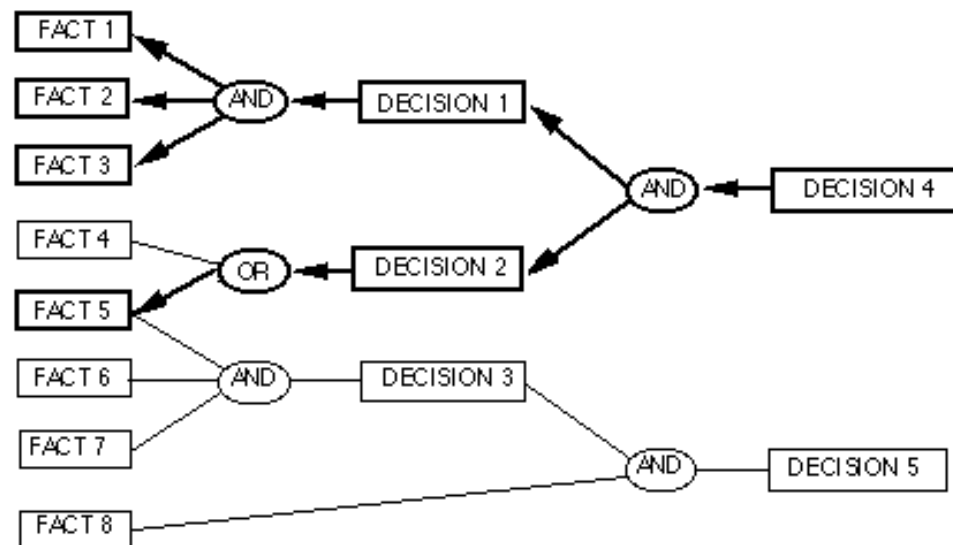 FACT 1
FACT 2
AND
DECISION 1
FACT 3
AND
DECISION 4
FACT 4
OR
DECISION 2
FACT 5
FACT 6
AND
DECISION 3
FACT 7
AND
DECISION 5
FACT 8